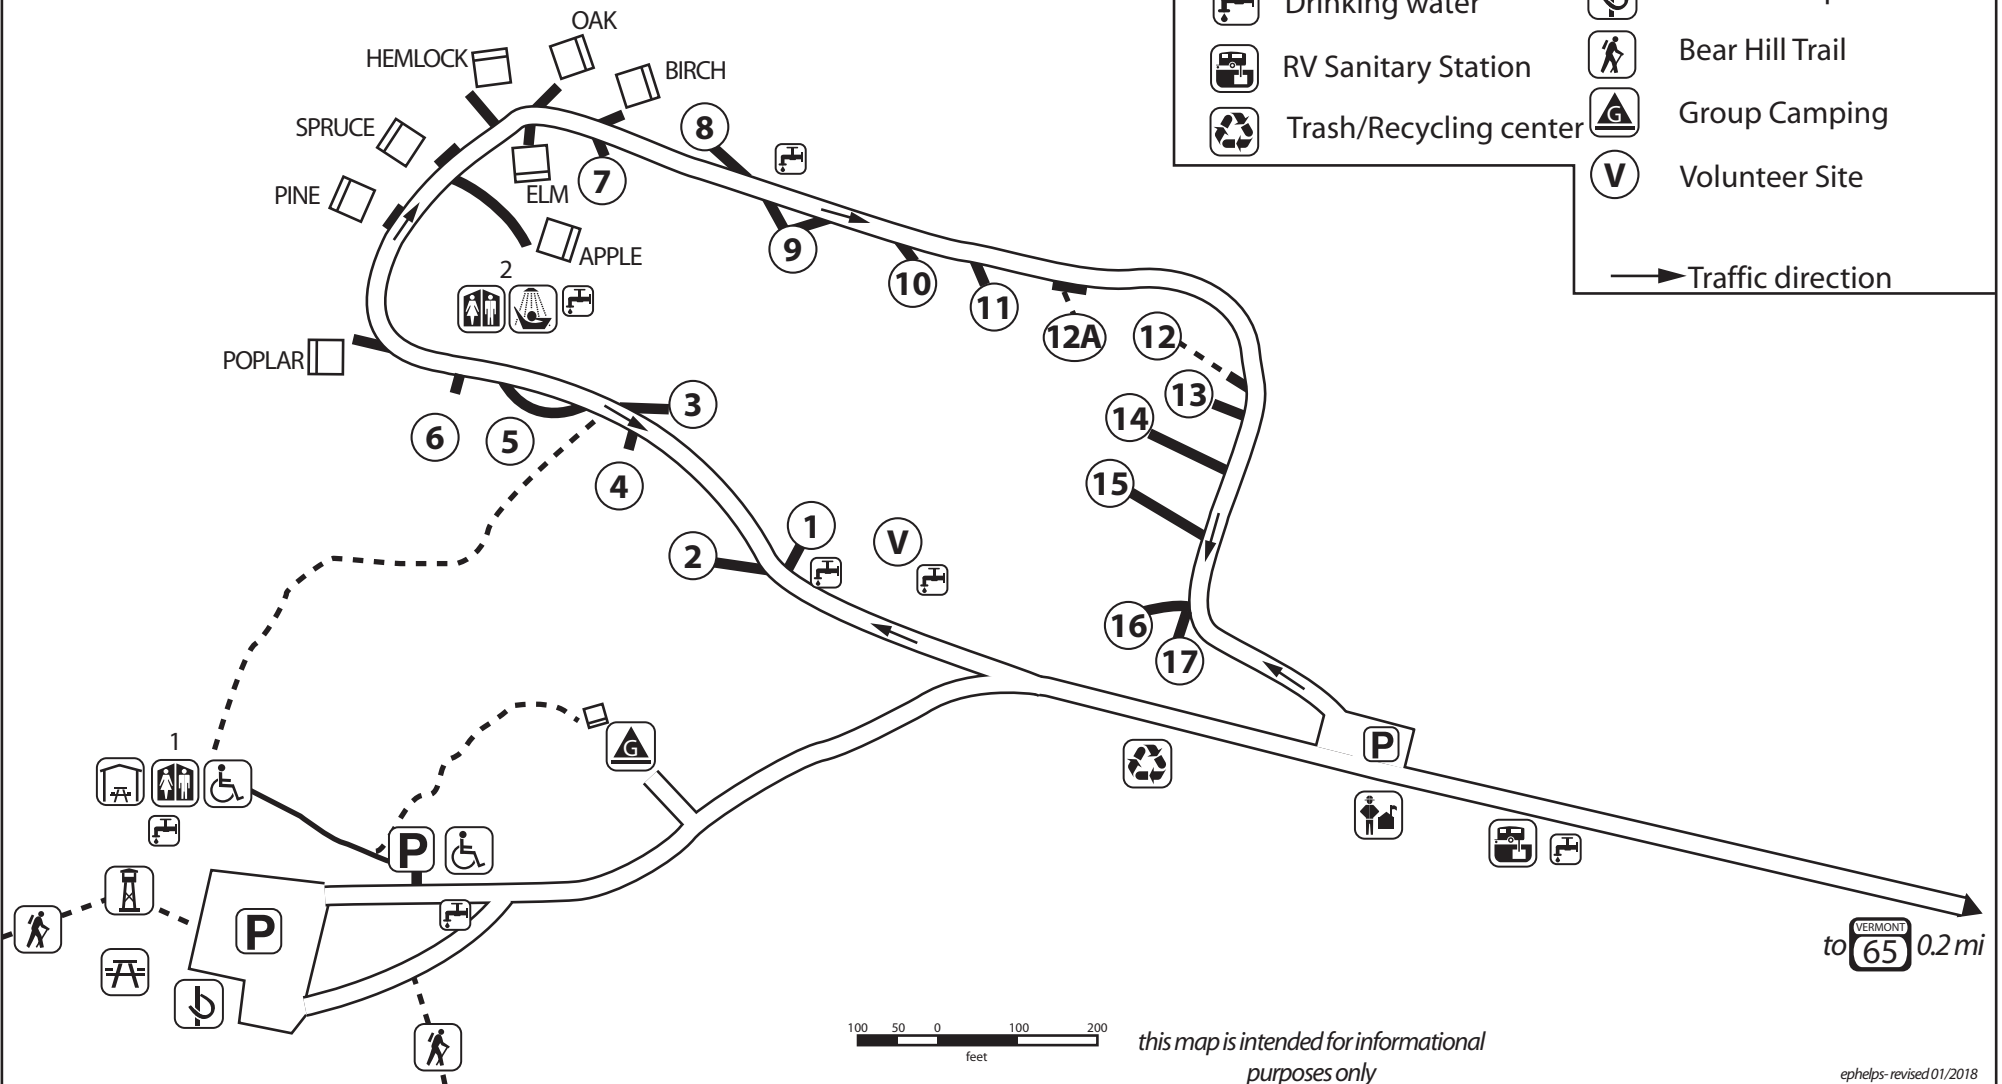 Drinking water
RV Sanitary Station
Trash/Recycling center
Bear Hill Trail
G
Group Camping
V
Volunteer Site
Traffic direction
OAK
HEMLOCK
BIRCH
SPRUCE
PINE
ELM
APPLE
POPLAR
2
8
7
9
10
11
12A
12
13
14
15
16
17
3
6
5
4
1
2
V
G
1
P
P
P
to
VERMONT
65
0.2 mi
100 50 0 100 200
feet
this map is intended for informational
purposes only
ephelps- revised 01/2018